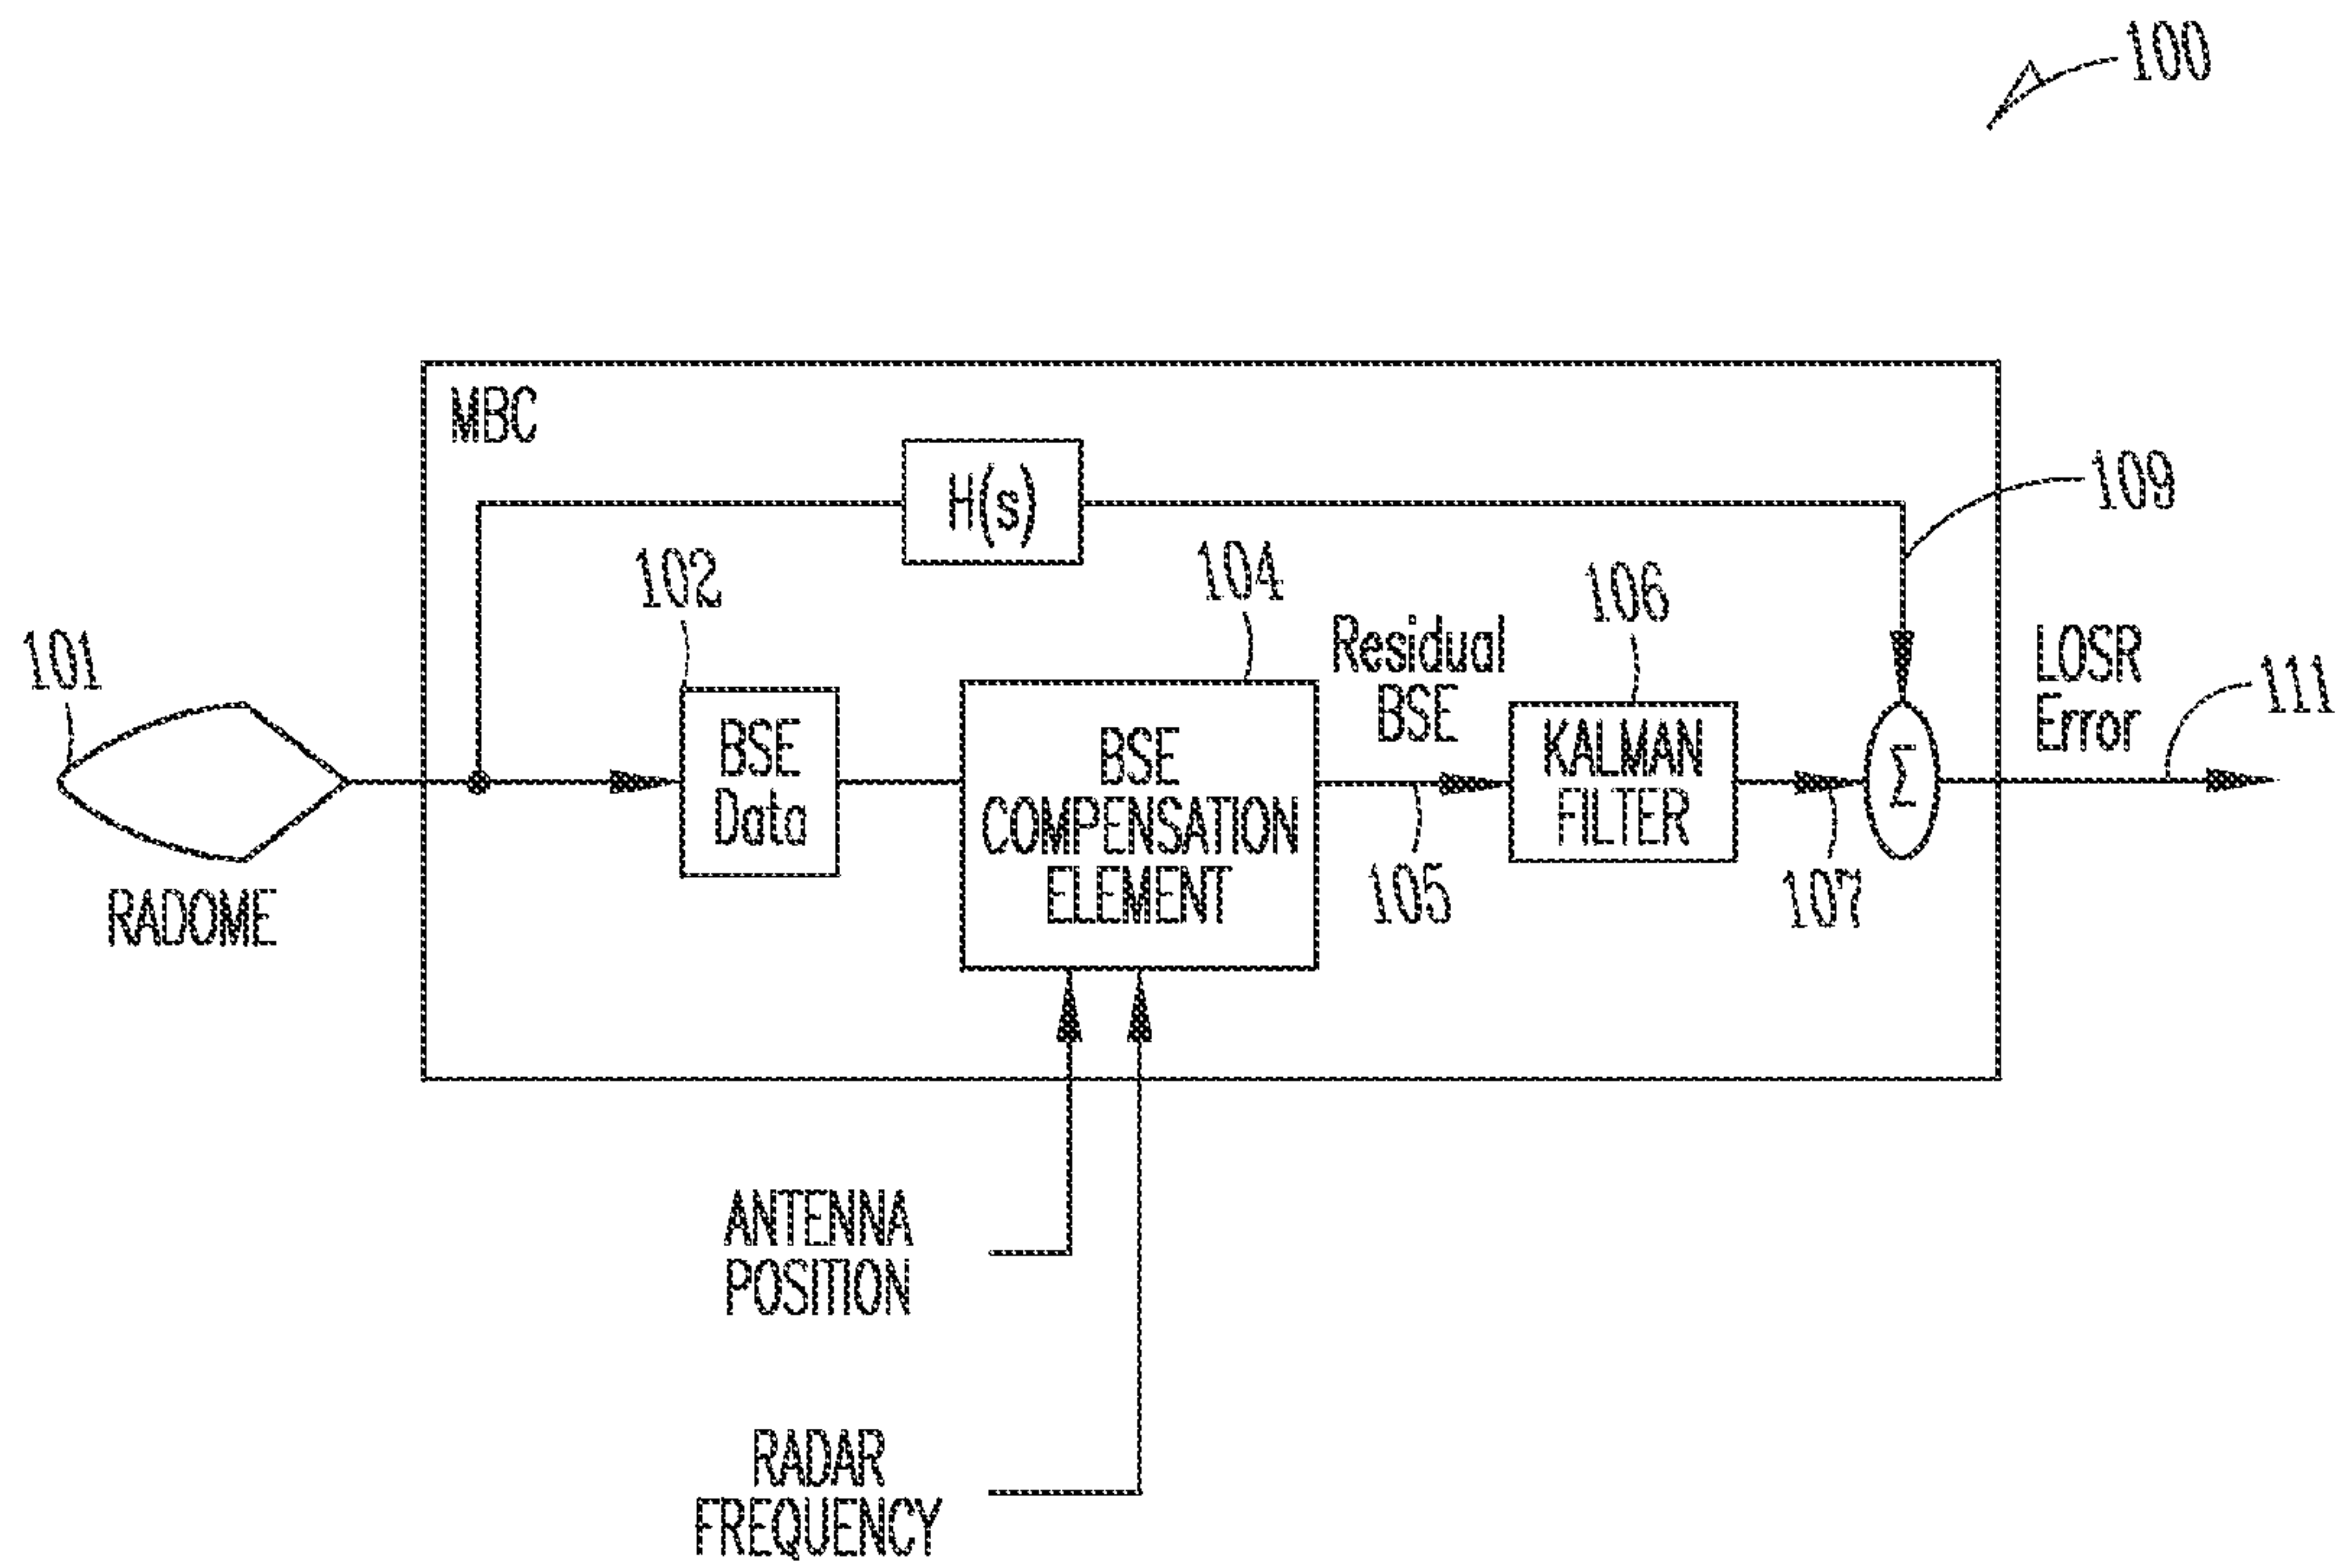 100
MBC
H(s)
109
102
104
106
101
Residual
BSE
LOSR
Error
111
BSE
Data
BSE
COMPENSATION
ELEMENT
KALMAN
FILTER
Σ
105
107
RADOME
ANTENNA
POSITION
RADAR
FREQUENCY